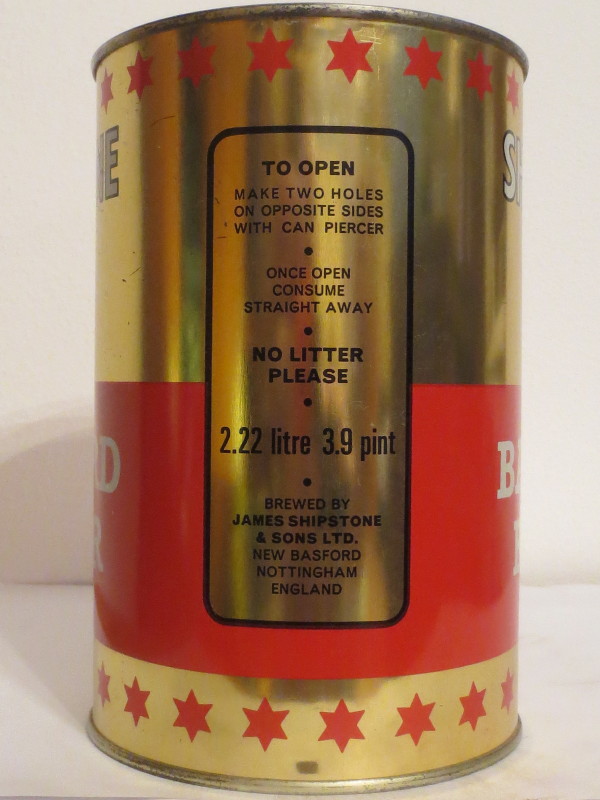 TO OPEN
MAKE TWO HOLES
ON OPPOSITE SIDES
WITH CAN PIERCER
ONCE OPEN
CONSUME
STRAIGHT AWAY
NO LITTER
PLEASE
2.22 litre 3.9 pint
BREWED BY
JAMES SHIPSTONE
& SONS LTD.
NEW BASFORD
NOTTINGHAM
ENGLAND